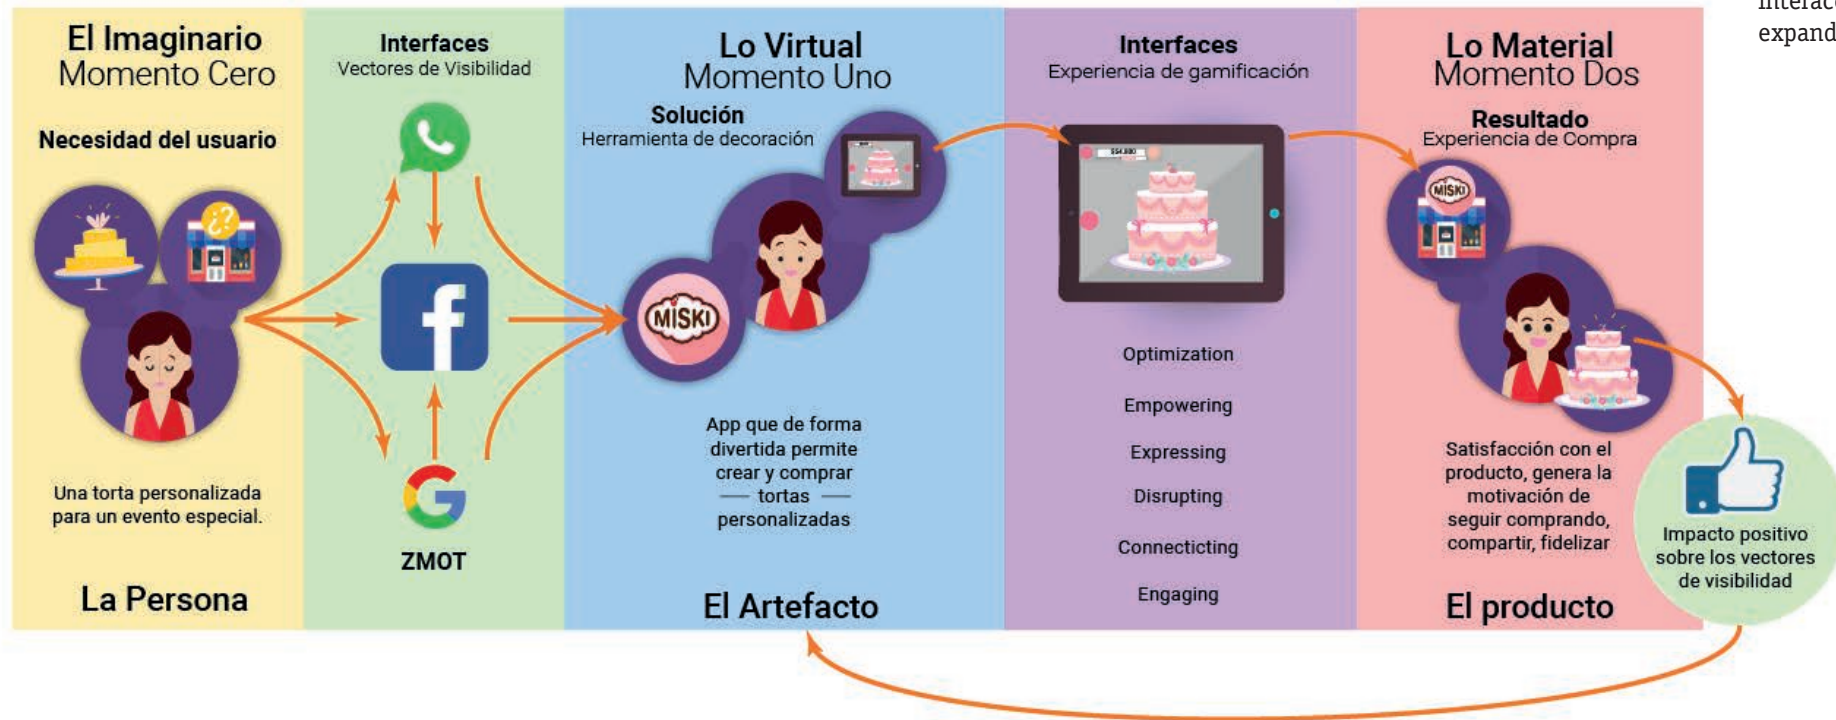 El Imaginario
Momento Cero
Necesidad del usuario
¿?
Una torta personalizada
para un evento especial.
La Persona
Interfaces
Vectores de Visibilidad
f
G
ZMOT
Lo Virtual
Momento Uno
Solución
Herramienta de decoración
MISKI
App que de forma
divertida permite
crear y comprar
tortas
personalizadas
El Artefacto
Interfaces
Experiencia de gamificación
Optimization
Empowering
Expressing
Disrupting
Connecticting
Engaging
Lo Material
Momento Dos
Resultado
Experiencia de Compra
MISKI
Satisfacción con el
producto, genera la
motivación de
seguir comprando,
compartir, fidelizar
El producto
Impacto positivo
sobre los vectores
de visibilidad
expand